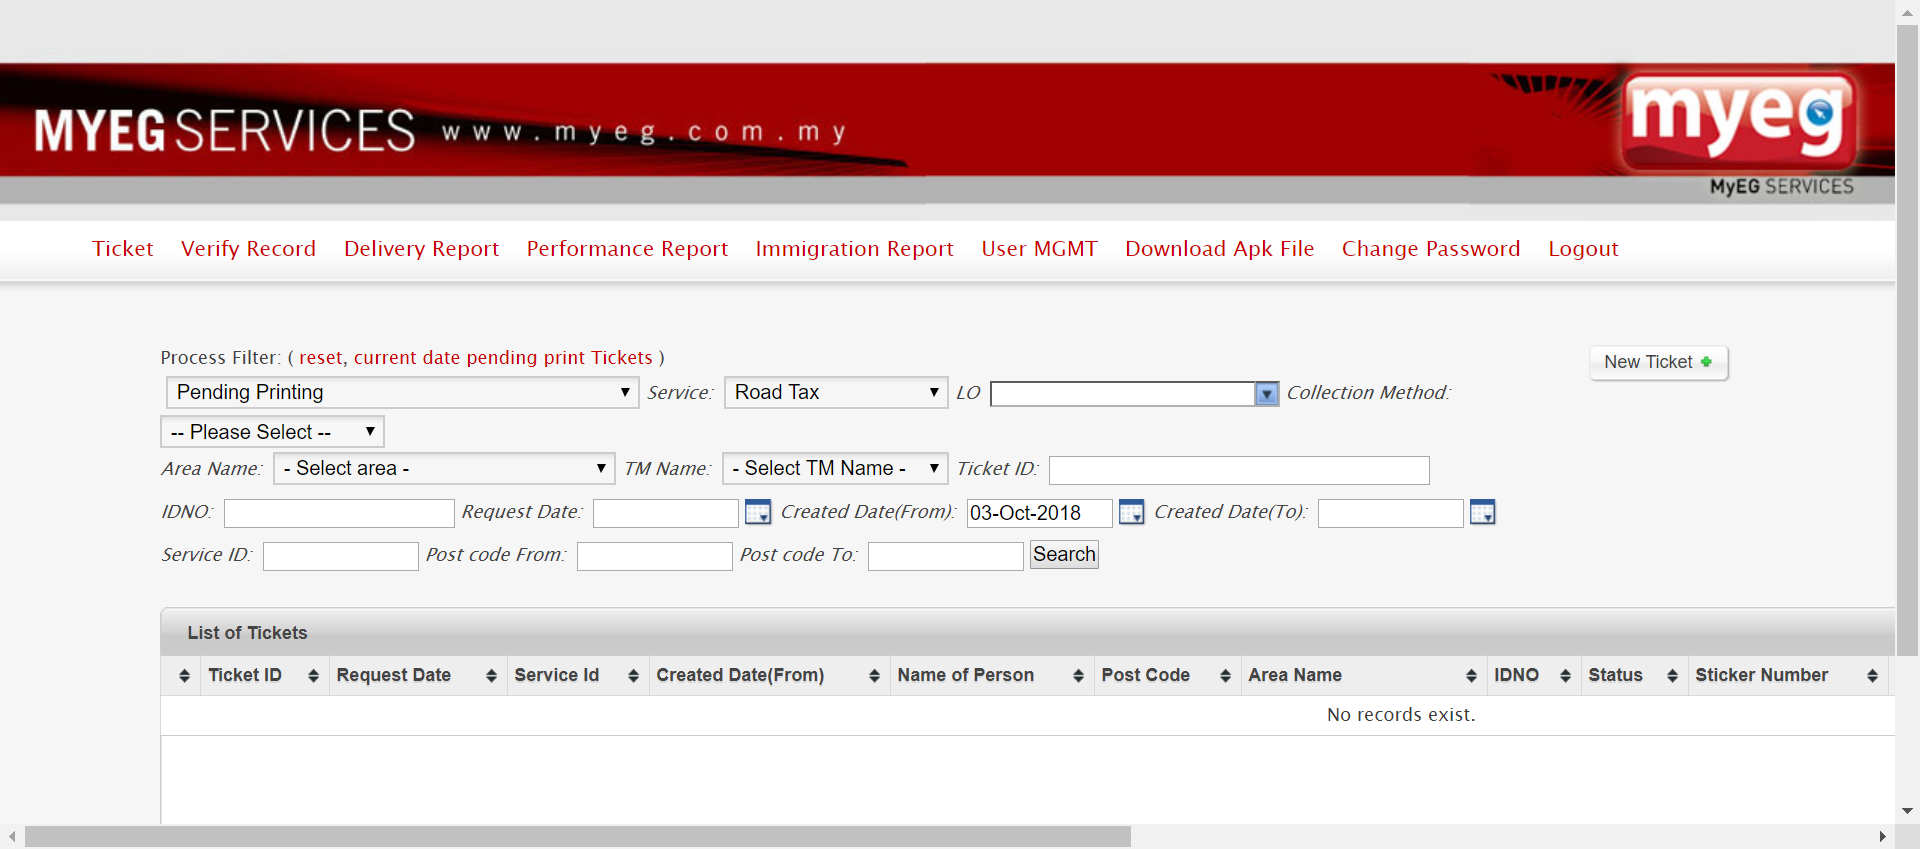 MYEG SERVICES www.myeg.com.my
myeg
MyEG SERVICES
Ticket Verify Record Delivery Report Performance Report Immigration Report User MGMT Download Apk File Change Password Logout
Process Filter: ( reset, current date pending print Tickets )
New Ticket
Pending Printing Service: Road Tax LO Collection Method:
-- Please Select --
Area Name: - Select area - TM Name: - Select TM Name - Ticket ID:
IDNO: Request Date: Created Date(From): 03-Oct-2018 Created Date(To):
Service ID: Post code From: Post code To: Search
List of Tickets
Ticket ID Request Date Service Id Created Date(From) Name of Person Post Code Area Name IDNO Status Sticker Number
No records exist.